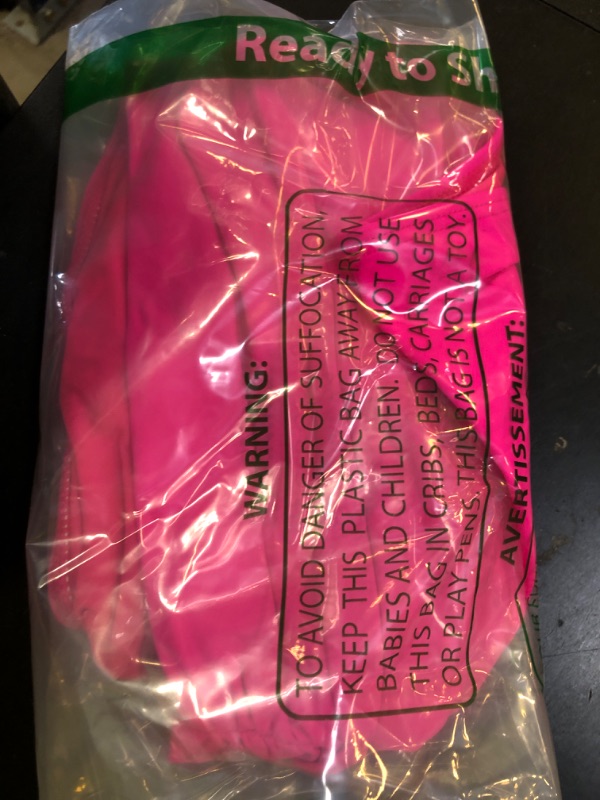 Ready to Sh
WARNING:
TO AVOID DANGER OF SUFFOCATION,
KEEP THIS PLASTIC BAG AWAY FROM
BABIES AND CHILDREN. DO NOT USE
THIS BAG IN CRIBS, BEDS, CARRIAGES
OR PLAY PENS. THIS BAG IS NOT A TOY.
AVERTISSEMENT: